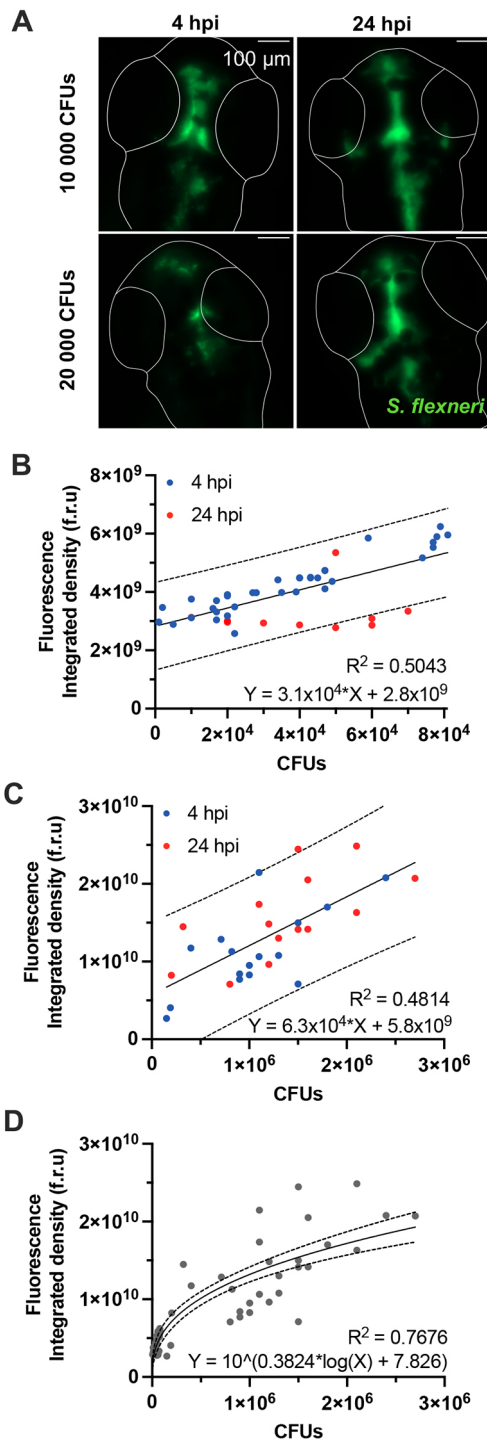 A
4 hpi 24 hpi
10 000 CFUs
100 µm
20 000 CFUs
S. flexneri
B
Fluorescence
Integrated density (f.r.u)
8×10⁹
6×10⁹
4×10⁹
2×10⁹
0
4 hpi
24 hpi
R² = 0.5043
Y = 3.1x10⁴*X + 2.8x10⁹
0 2×10⁴ 4×10⁴ 6×10⁴ 8×10⁴
CFUs
C
Fluorescence
Integrated density (f.r.u)
3×10¹⁰
2×10¹⁰
1×10¹⁰
0
4 hpi
24 hpi
R² = 0.4814
Y = 6.3x10⁴*X + 5.8x10⁹
0 1×10⁶ 2×10⁶ 3×10⁶
CFUs
D
Fluorescence
Integrated density (f.r.u)
3×10¹⁰
2×10¹⁰
1×10¹⁰
0
R² = 0.7676
Y = 10^(0.3824*log(X) + 7.826)
0 1×10⁶ 2×10⁶ 3×10⁶
CFUs